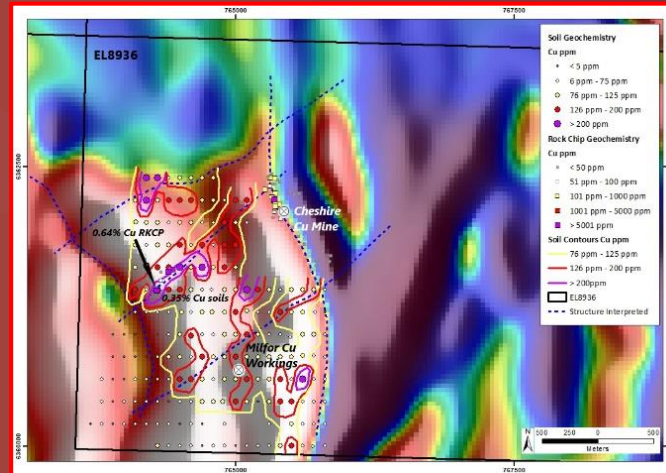 765000
767500
EL8936
6362500
6360000
0.64% Cu RKCP
Cheshire
Cu Mine
0.35% Cu soils
Milfor Cu
Workings
Soil Geochemistry
Cu ppm
< 5 ppm
6 ppm - 75 ppm
76 ppm - 125 ppm
126 ppm - 200 ppm
> 200 ppm
Rock Chip Geochemistry
Cu ppm
< 50 ppm
51 ppm - 100 ppm
101 ppm - 1000 ppm
1001 ppm - 5000 ppm
> 5001 ppm
Soil Contours Cu ppm
76 ppm - 125 ppm
126 ppm - 200 ppm
> 200ppm
EL8936
Structure Interpreted
N
500 250 0 500
Meters
765000
767500